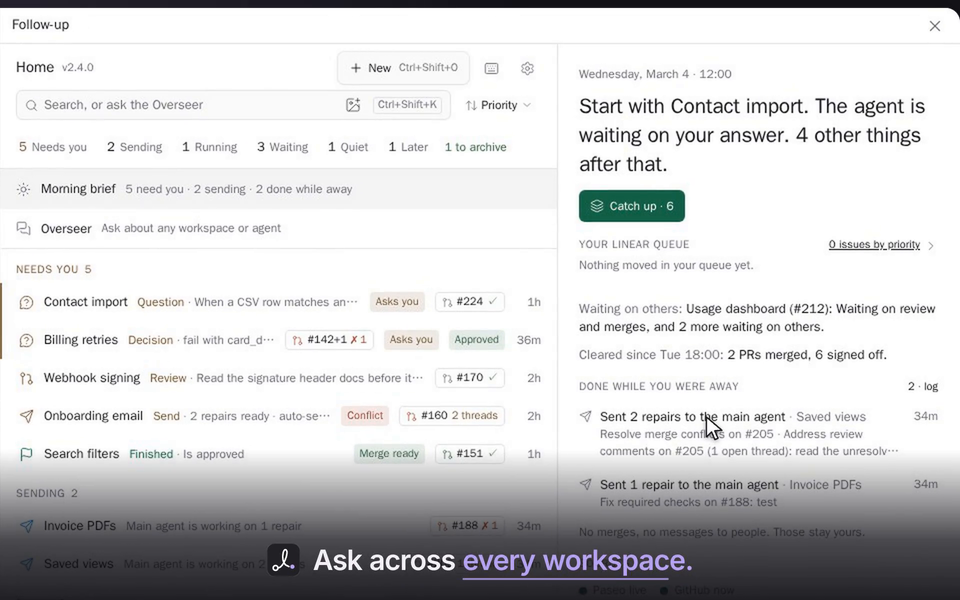 Follow-up
Home v2.4.0
New Ctrl+Shift+O
Search, or ask the Overseer Ctrl+Shift+K Priority
5 Needs you 2 Sending 1 Running 3 Waiting 1 Quiet 1 Later 1 to archive
Morning brief 5 need you · 2 sending · 2 done while away
Overseer Ask about any workspace or agent
NEEDS YOU 5
Contact import Question · When a CSV row matches an··· Asks you #224 ✓ 1h
Billing retries Decision · fail with card_d··· #142+1 ✗ 1 Asks you Approved 36m
Webhook signing Review · Read the signature header docs before it··· #170 ✓ 2h
Onboarding email Send · 2 repairs ready · auto-se··· Conflict #160 2 threads 2h
Search filters Finished · Is approved Merge ready #151 ✓ 1h
SENDING 2
Invoice PDFs Main agent is working on 1 repair #188 ✗ 1 34m
Saved views Main agent is working on 2
Wednesday, March 4 · 12:00
Start with Contact import. The agent is
waiting on your answer. 4 other things
after that.
Catch up · 6
YOUR LINEAR QUEUE 0 issues by priority
Nothing moved in your queue yet.
Waiting on others: Usage dashboard (#212): Waiting on review
and merges, and 2 more waiting on others.
Cleared since Tue 18:00: 2 PRs merged, 6 signed off.
DONE WHILE YOU WERE AWAY 2 · log
Sent 2 repairs to the main agent · Saved views 34m
Resolve merge conflicts on #205 · Address review
comments on #205 (1 open thread): read the unresolv···
Sent 1 repair to the main agent · Invoice PDFs 34m
Fix required checks on #188: test
No merges, no messages to people. Those stay yours.
GitHub now
Ask across every workspace.